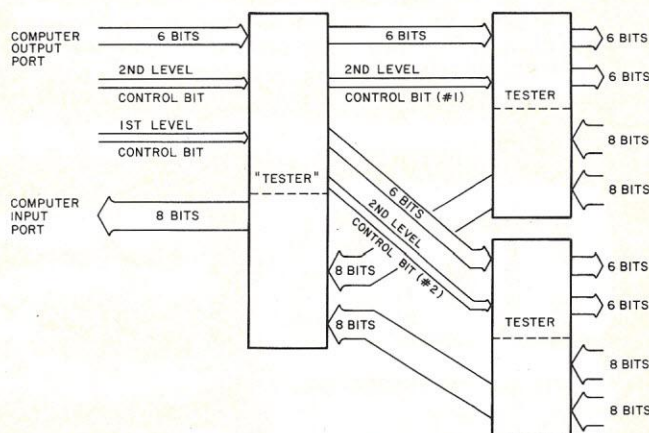 COMPUTER
OUTPUT
PORT
6 BITS
2ND LEVEL
CONTROL BIT
1ST LEVEL
CONTROL BIT
COMPUTER
INPUT
PORT
8 BITS
"TESTER"
6 BITS
2ND LEVEL
CONTROL BIT (#1)
6 BITS
2ND LEVEL
CONTROL BIT (#2)
8 BITS
8 BITS
TESTER
6 BITS
6 BITS
8 BITS
8 BITS
TESTER
6 BITS
6 BITS
8 BITS
8 BITS